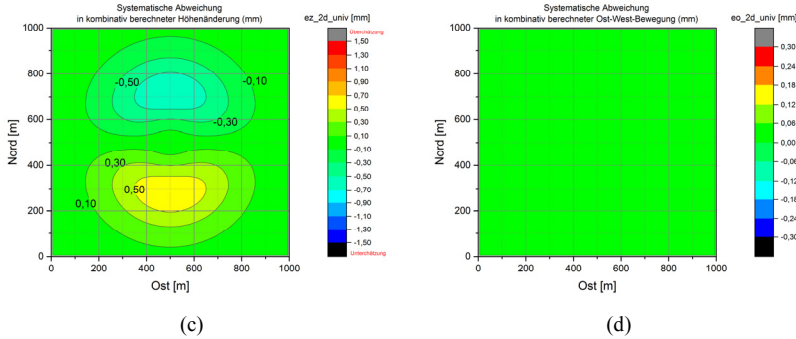 Systematische Abweichung
in kombinativ berechneter Höhenänderung (mm)
ez_2d_univ [mm]
Überschätzung
1,50
1,30
1,10
0,90
0,70
0,50
0,30
0,10
-0,10
-0,30
-0,50
-0,70
-0,90
-1,10
-1,30
-1,50
Unterschätzung
1000
800
600
400
200
0
Nord [m]
-0,50
-0,10
-0,30
0,30
0,50
0,10
0 200 400 600 800 1000
Ost [m]
(c)
Systematische Abweichung
in kombinativ berechneter Ost-West-Bewegung (mm)
eo_2d_univ [mm]
0,30
0,24
0,18
0,12
0,06
0,00
-0,06
-0,12
-0,18
-0,24
-0,30
1000
800
600
400
200
0
Nord [m]
0 200 400 600 800 1000
Ost [m]
(d)